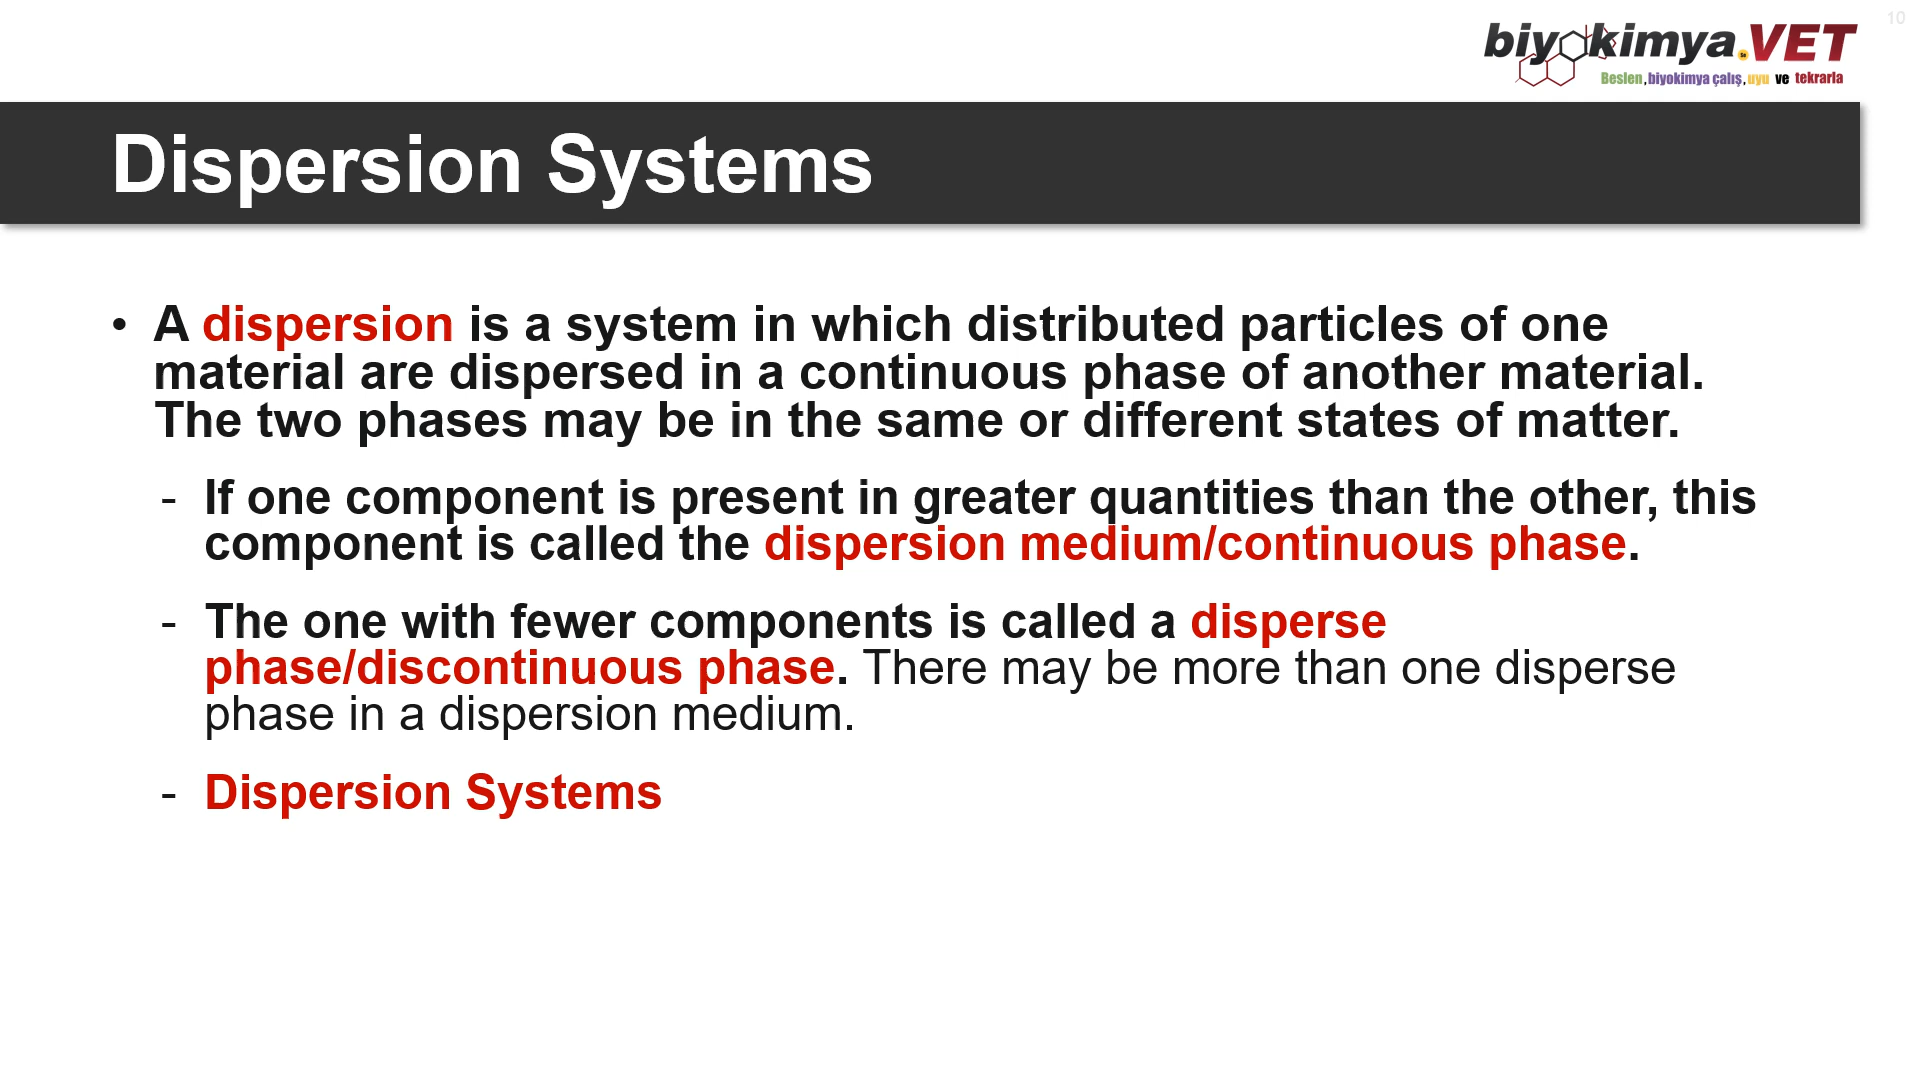 10
biyokimya.VET
Beslen, biyokimya çalış, uyu ve tekrarla
Dispersion Systems
• A dispersion is a system in which distributed particles of one
material are dispersed in a continuous phase of another material.
The two phases may be in the same or different states of matter.
- If one component is present in greater quantities than the other, this
component is called the dispersion medium/continuous phase.
- The one with fewer components is called a disperse
phase/discontinuous phase. There may be more than one disperse
phase in a dispersion medium.
- Dispersion Systems